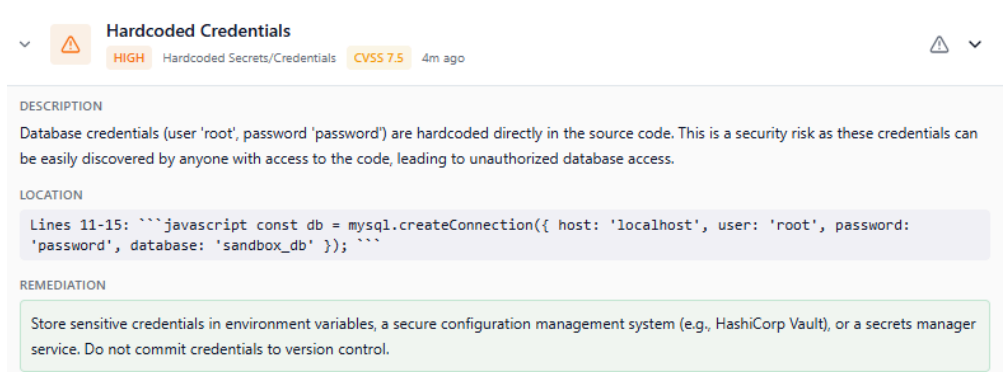 Hardcoded Credentials
HIGH Hardcoded Secrets/Credentials CVSS 7.5 4m ago
DESCRIPTION
Database credentials (user 'root', password 'password') are hardcoded directly in the source code. This is a security risk as these credentials can
be easily discovered by anyone with access to the code, leading to unauthorized database access.
LOCATION
Lines 11-15: ```javascript const db = mysql.createConnection({ host: 'localhost', user: 'root', password:
'password', database: 'sandbox_db' }); ```
REMEDIATION
Store sensitive credentials in environment variables, a secure configuration management system (e.g., HashiCorp Vault), or a secrets manager
service. Do not commit credentials to version control.